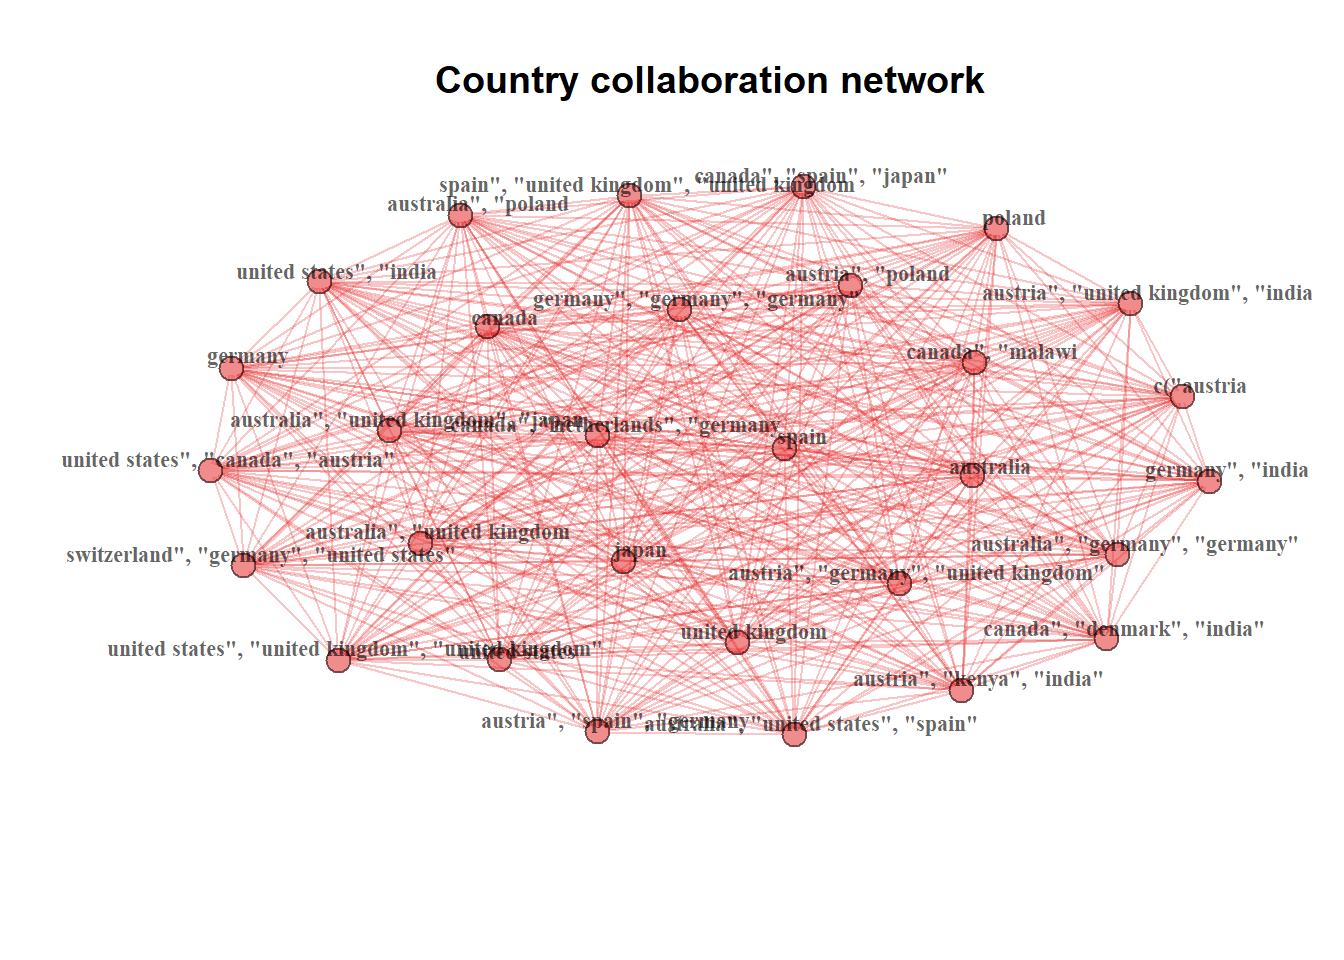 Country collaboration network
canada", "spain", "japan"
spain", "united kingdom", "united kingdom
australia", "poland
poland
united states", "india
austria", "poland
germany", "germany", "germany"
austria", "united kingdom", "india
canada
canada", "malawi
germany
c("austria
australia", "united kingdom", "japan
canada", "netherlands", "germany
spain
united states", "canada", "austria"
australia
germany", "india
australia", "united kingdom
switzerland", "germany", "united states"
japan
australia", "germany", "germany"
austria", "germany", "united kingdom"
united kingdom
canada", "denmark", "india"
united states", "united kingdom", "united kingdom"
united states
austria", "kenya", "india"
austria", "spain", "germany
australia", "united states", "spain"